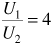 U₁/U₂ = 4